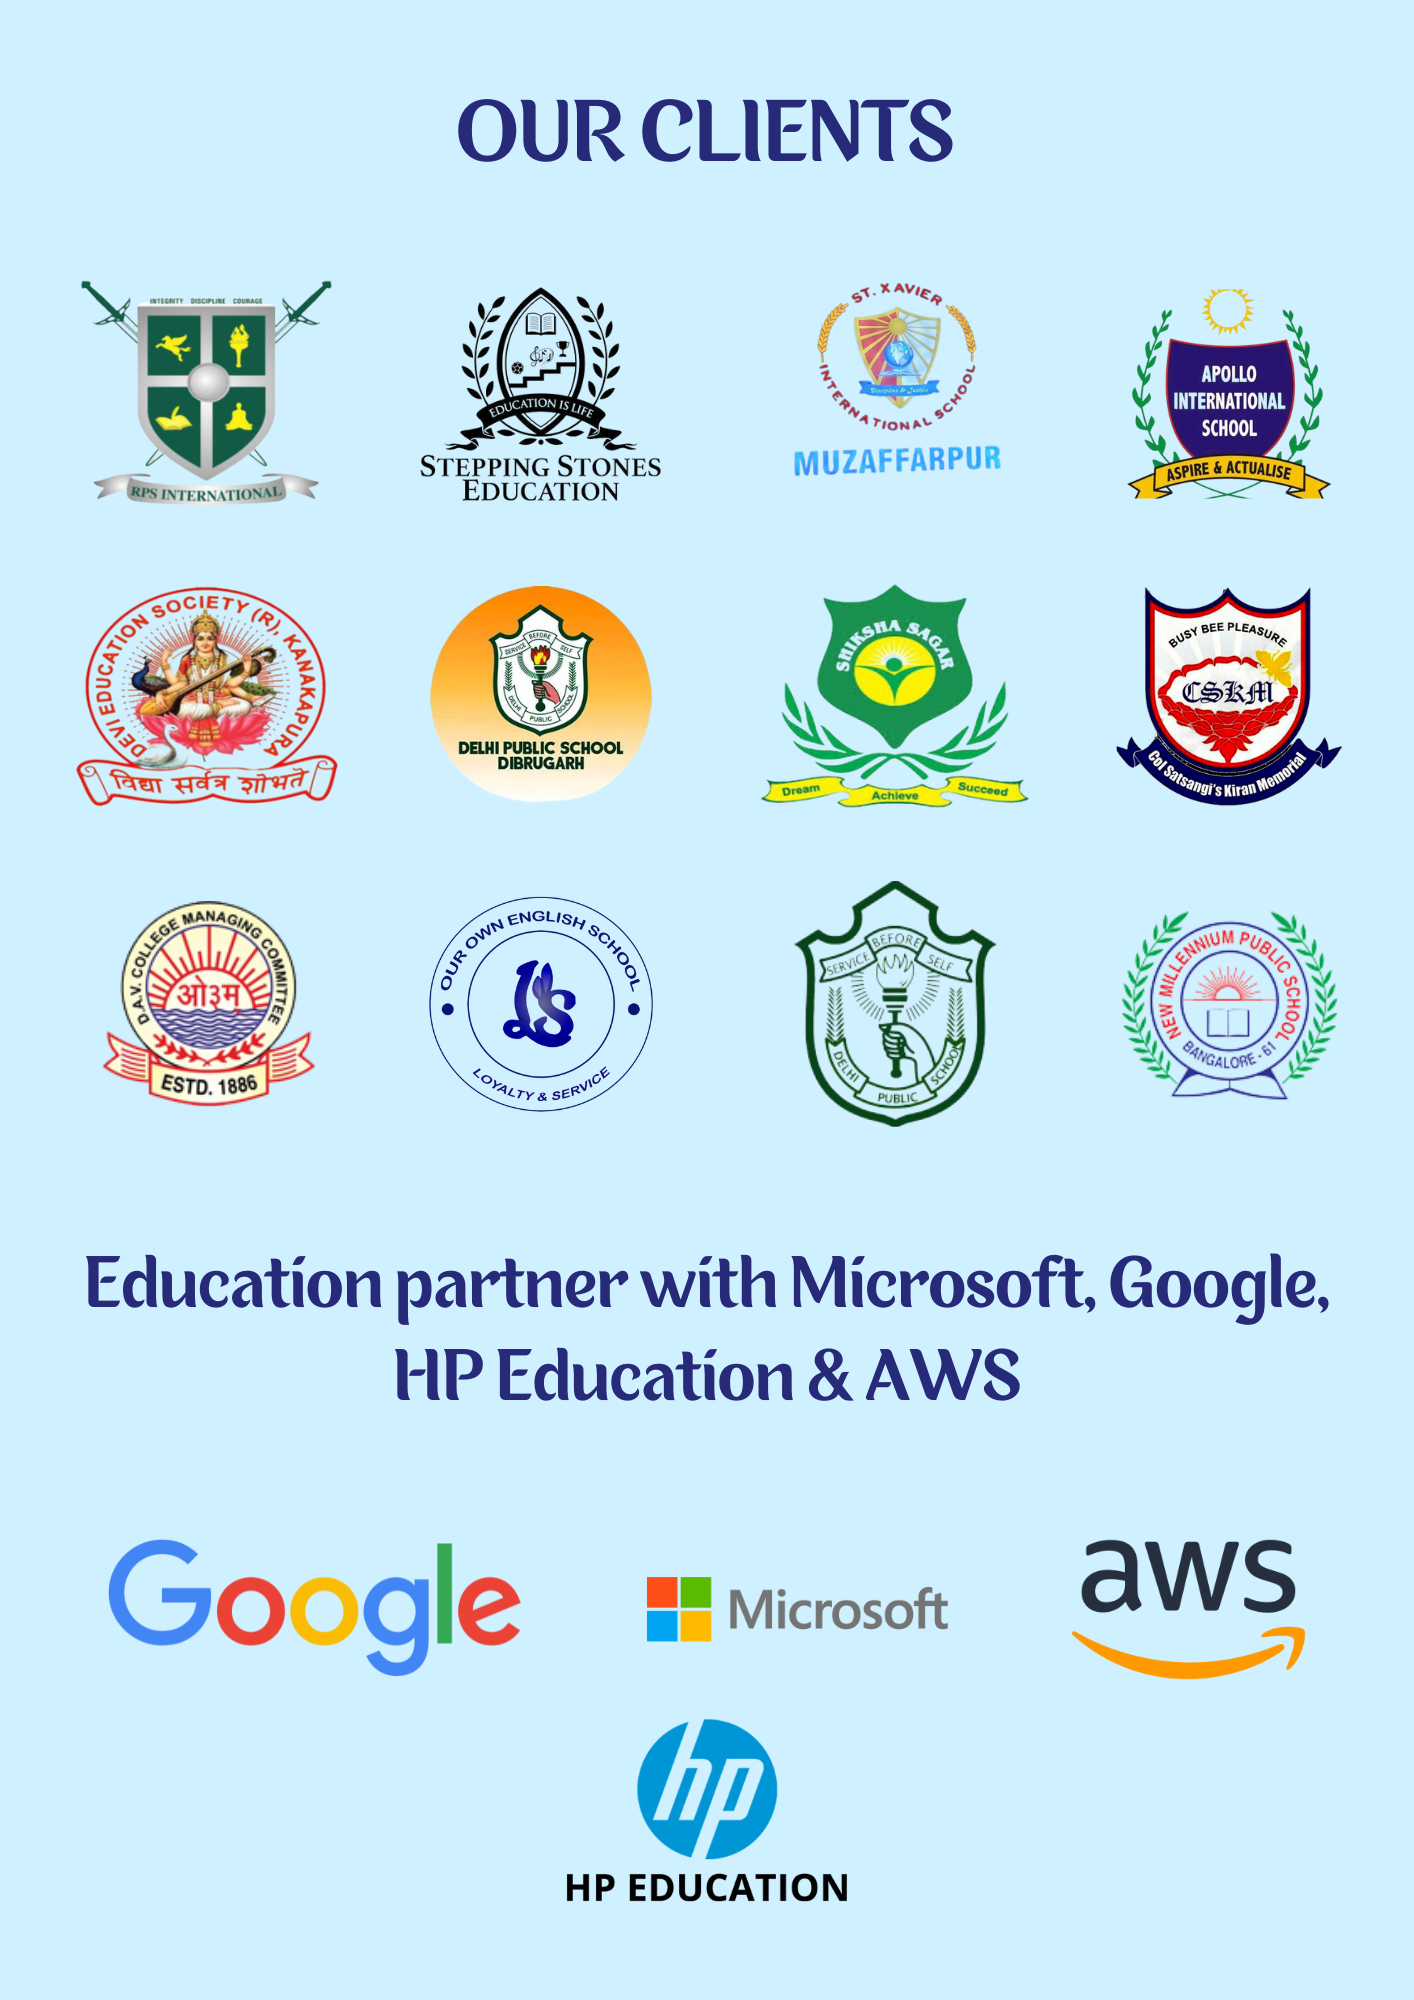 OUR CLIENTS
INTEGRITY DISCIPLINE COURAGE
RPS INTERNATIONAL
EDUCATION IS LIFE
STEPPING STONES
EDUCATION
ST. XAVIER
INTERNATIONAL SCHOOL
Discipline & Justice
MUZAFFARPUR
APOLLO
INTERNATIONAL
SCHOOL
ASPIRE & ACTUALISE
DEVI EDUCATION SOCIETY (R), KANAKAPURA
विद्या सर्वत्र शोभते
SERVICE BEFORE SELF
DELHI PUBLIC SCHOOL
DELHI PUBLIC SCHOOL
DIBRUGARH
SHIKSHA SAGAR
Dream Achieve Succeed
BUSY BEE PLEASURE
CSKM
Col Satsangi's Kiran Memorial
D.A.V. COLLEGE MANAGING COMMITTEE
ओ३म्
ESTD. 1886
OUR OWN ENGLISH SCHOOL
LOYALTY & SERVICE
SERVICE BEFORE SELF
DELHI PUBLIC SCHOOL
NEW MILLENNIUM PUBLIC SCHOOL
BANGALORE - 61
Education partner with Microsoft, Google,
HP Education & AWS
Google
Microsoft
aws
hp
HP EDUCATION